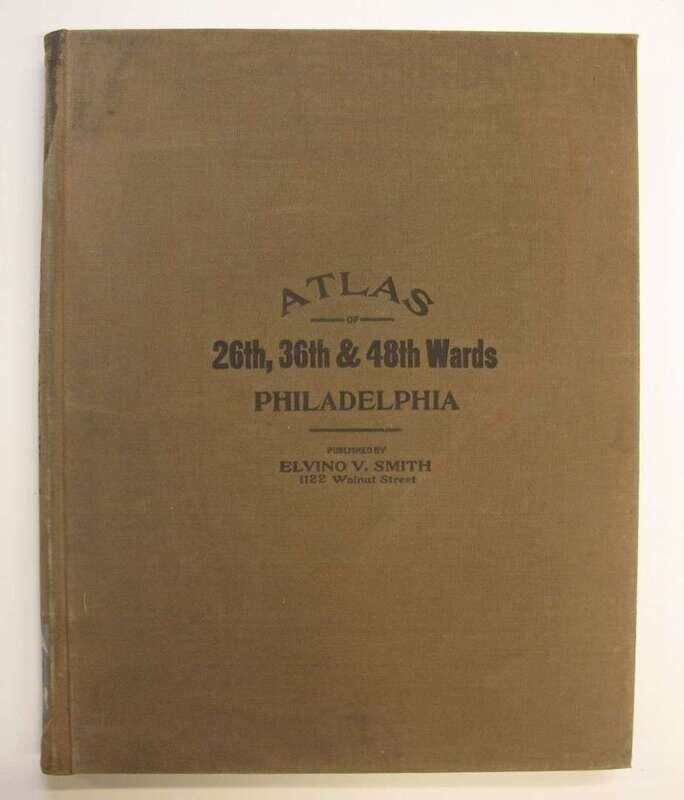 ATLAS
OF
26th, 36th & 48th Wards
PHILADELPHIA
PUBLISHED BY
ELVINO V. SMITH
1122 Walnut Street